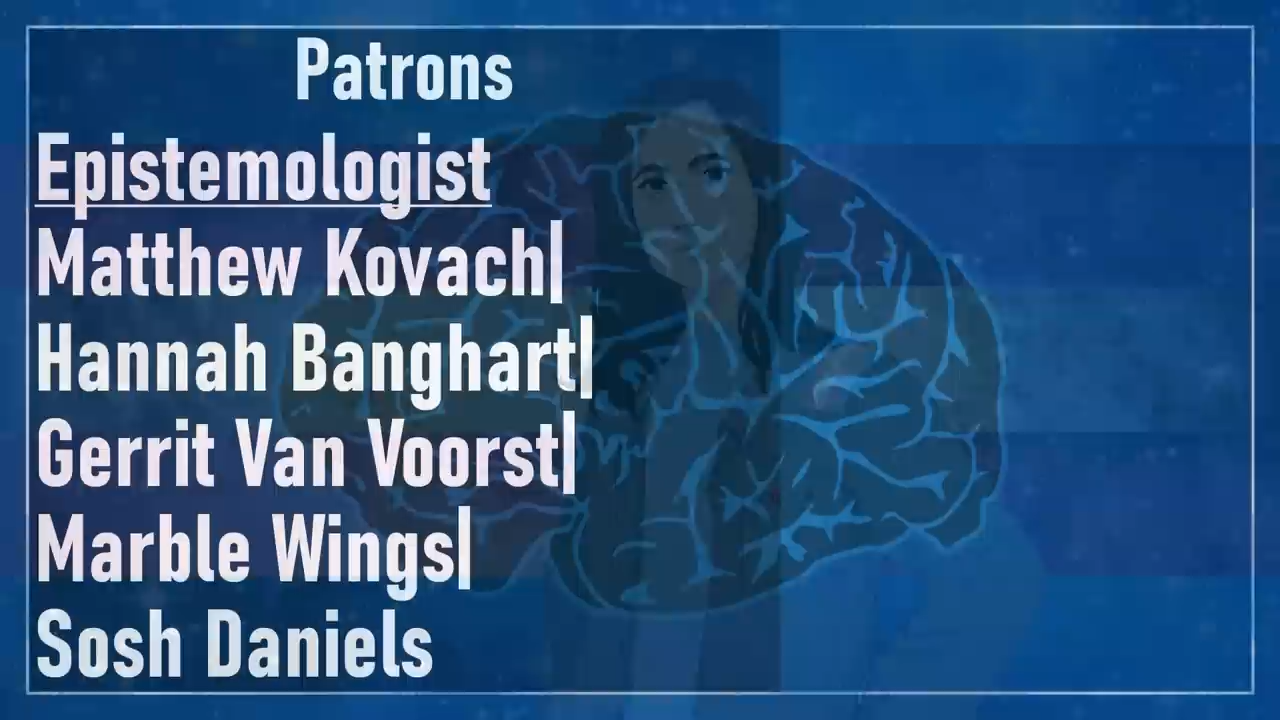 Patrons
Epistemologist
Matthew Kovach|
Hannah Banghart|
Gerrit Van Voorst|
Marble Wings|
Sosh Daniels